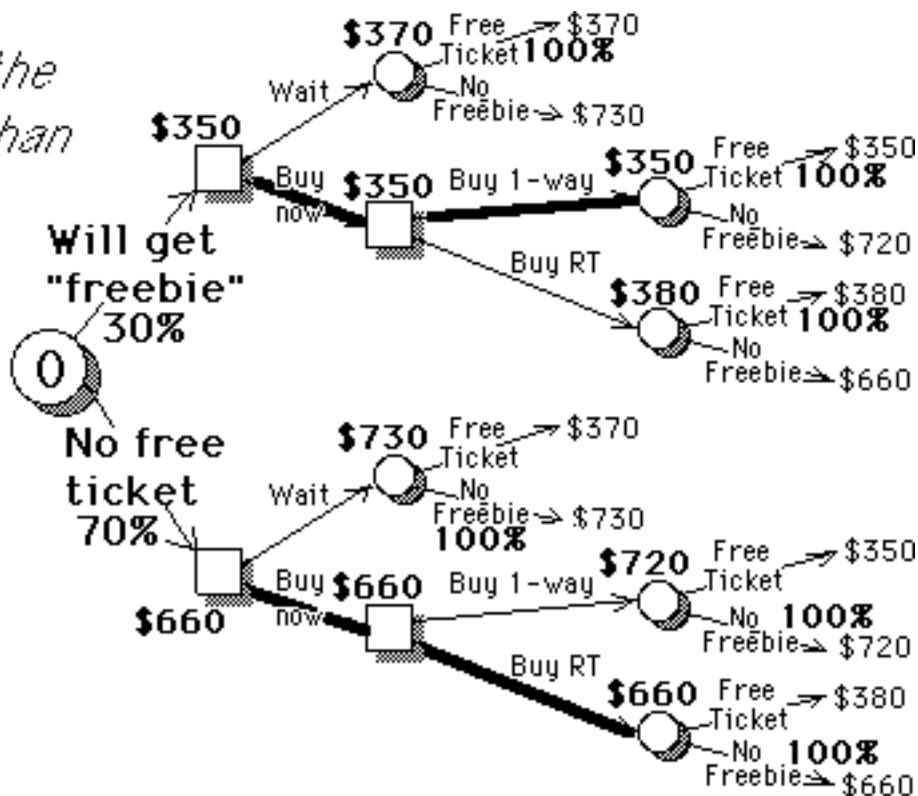 the
than
$370
Free
Ticket 100%
$370
Wait
No
Freebie
$730
$350
Buy
now
$350
Buy 1-way
$350
Free
Ticket 100%
$350
No
Freebie
$720
Will get
"freebie"
30%
Buy RT
$380
Free
Ticket 100%
$380
No
Freebie
$660
0
No free
ticket
70%
$730
Free
Ticket
$370
Wait
No
Freebie
100%
$730
$660
Buy
now
$660
Buy 1-way
$720
Free
Ticket
$350
No 100%
Freebie
$720
Buy RT
$660
Free
Ticket
$380
No 100%
Freebie
$660